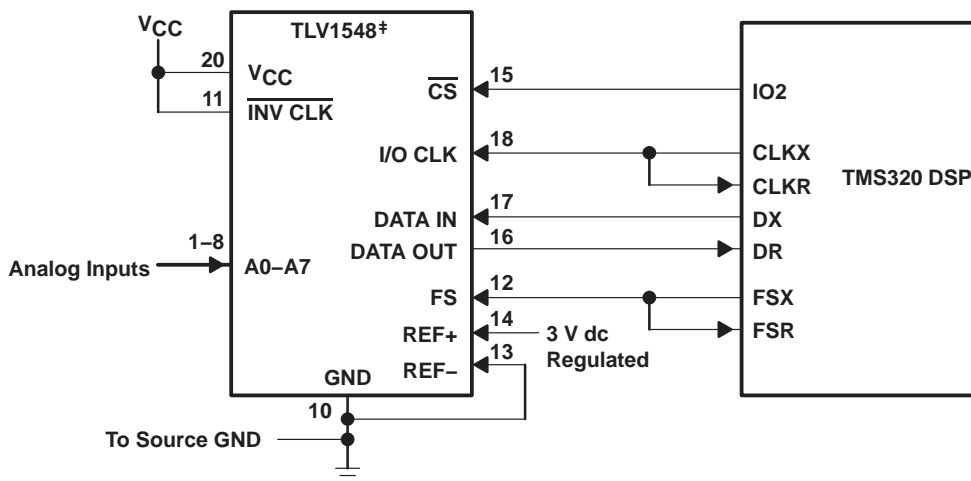 VCC
TLV1548‡
20
VCC
11
INV CLK
CS
15
IO2
I/O CLK
18
CLKX
CLKR
TMS320 DSP
DATA IN
17
DX
DATA OUT
16
DR
1–8
Analog Inputs
A0–A7
FS
12
FSX
FSR
REF+
14
3 V dc
Regulated
REF–
13
GND
10
To Source GND